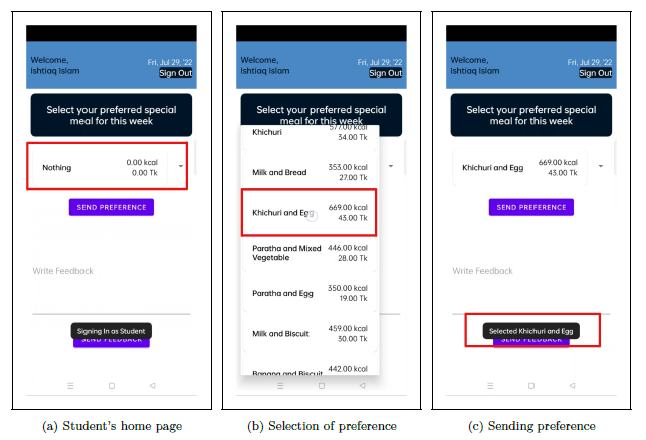 Welcome,
ishtiaq islam
Fri, Jul 29, '22
Sign Out
Select your preferred special
meal for this week
Nothing
0.00 kcal
0.00 Tk
SEND PREFERENCE
Write Feedback
Signing In as Student
SEND FEEDBACK
(a) Student's home page
Welcome,
ishtiaq islam
Fri, Jul 29, '22
Sign Out
Select your preferred special
meal for this week
Khichuri
577.00 kcal
34.00 Tk
Milk and Bread
353.00 kcal
27.00 Tk
Khichuri and Egg
669.00 kcal
43.00 Tk
Paratha and Mixed
Vegetable
446.00 kcal
28.00 Tk
Paratha and Egg
350.00 kcal
19.00 Tk
Milk and Biscuit
459.00 kcal
30.00 Tk
Banana and Biscuit
442.00 kcal
(b) Selection of preference
Welcome,
ishtiaq islam
Fri, Jul 29, '22
Sign Out
Select your preferred special
meal for this week
Khichuri and Egg
669.00 kcal
43.00 Tk
SEND PREFERENCE
Write Feedback
Selected Khichuri and Egg
SEND FEEDBACK
(c) Sending preference